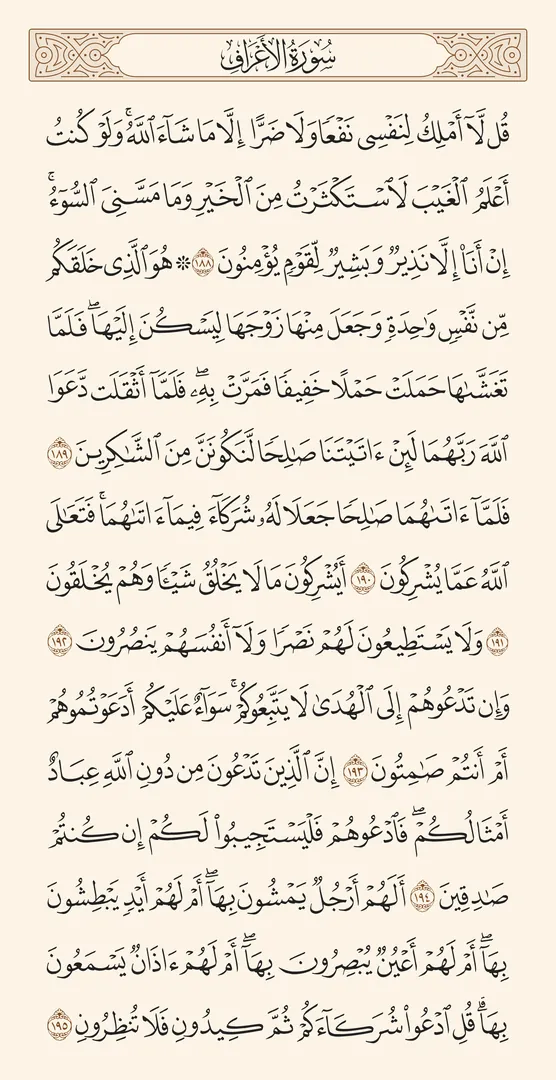 سُورَةُ الأَعْرَافِ
قُل لَّآ أَمْلِكُ لِنَفْسِى نَفْعًا وَلَا ضَرًّا إِلَّا مَا شَآءَ ٱللَّهُ ۚ وَلَوْ كُنتُ
أَعْلَمُ ٱلْغَيْبَ لَٱسْتَكْثَرْتُ مِنَ ٱلْخَيْرِ وَمَا مَسَّنِىَ ٱلسُّوٓءُ ۚ
إِنْ أَنَا۠ إِلَّا نَذِيرٌ وَبَشِيرٌ لِّقَوْمٍ يُؤْمِنُونَ ١٨٨ ۞ هُوَ ٱلَّذِى خَلَقَكُم
مِّن نَّفْسٍ وَٰحِدَةٍ وَجَعَلَ مِنْهَا زَوْجَهَا لِيَسْكُنَ إِلَيْهَا ۖ فَلَمَّا
تَغَشَّىٰهَا حَمَلَتْ حَمْلًا خَفِيفًا فَمَرَّتْ بِهِۦ ۖ فَلَمَّآ أَثْقَلَت دَّعَوَا
ٱللَّهَ رَبَّهُمَا لَئِنْ ءَاتَيْتَنَا صَٰلِحًا لَّنَكُونَنَّ مِنَ ٱلشَّٰكِرِينَ ١٨٩
فَلَمَّآ ءَاتَىٰهُمَا صَٰلِحًا جَعَلَا لَهُۥ شُرَكَآءَ فِيمَآ ءَاتَىٰهُمَا ۚ فَتَعَٰلَى
ٱللَّهُ عَمَّا يُشْرِكُونَ ١٩٠ أَيُشْرِكُونَ مَا لَا يَخْلُقُ شَيْـًٔا وَهُمْ يُخْلَقُونَ
١٩١ وَلَا يَسْتَطِيعُونَ لَهُمْ نَصْرًا وَلَآ أَنفُسَهُمْ يَنصُرُونَ ١٩٢
وَإِن تَدْعُوهُمْ إِلَى ٱلْهُدَىٰ لَا يَتَّبِعُوكُمْ ۚ سَوَآءٌ عَلَيْكُمْ أَدَعَوْتُمُوهُمْ
أَمْ أَنتُمْ صَٰمِتُونَ ١٩٣ إِنَّ ٱلَّذِينَ تَدْعُونَ مِن دُونِ ٱللَّهِ عِبَادٌ
أَمْثَالُكُمْ ۖ فَٱدْعُوهُمْ فَلْيَسْتَجِيبُوا۟ لَكُمْ إِن كُنتُمْ
صَٰدِقِينَ ١٩٤ أَلَهُمْ أَرْجُلٌ يَمْشُونَ بِهَآ ۖ أَمْ لَهُمْ أَيْدٍ يَبْطِشُونَ
بِهَآ ۖ أَمْ لَهُمْ أَعْيُنٌ يُبْصِرُونَ بِهَآ ۖ أَمْ لَهُمْ ءَاذَانٌ يَسْمَعُونَ
بِهَا ۗ قُلِ ٱدْعُوا۟ شُرَكَآءَكُمْ ثُمَّ كِيدُونِ فَلَا تُنظِرُونِ ١٩٥